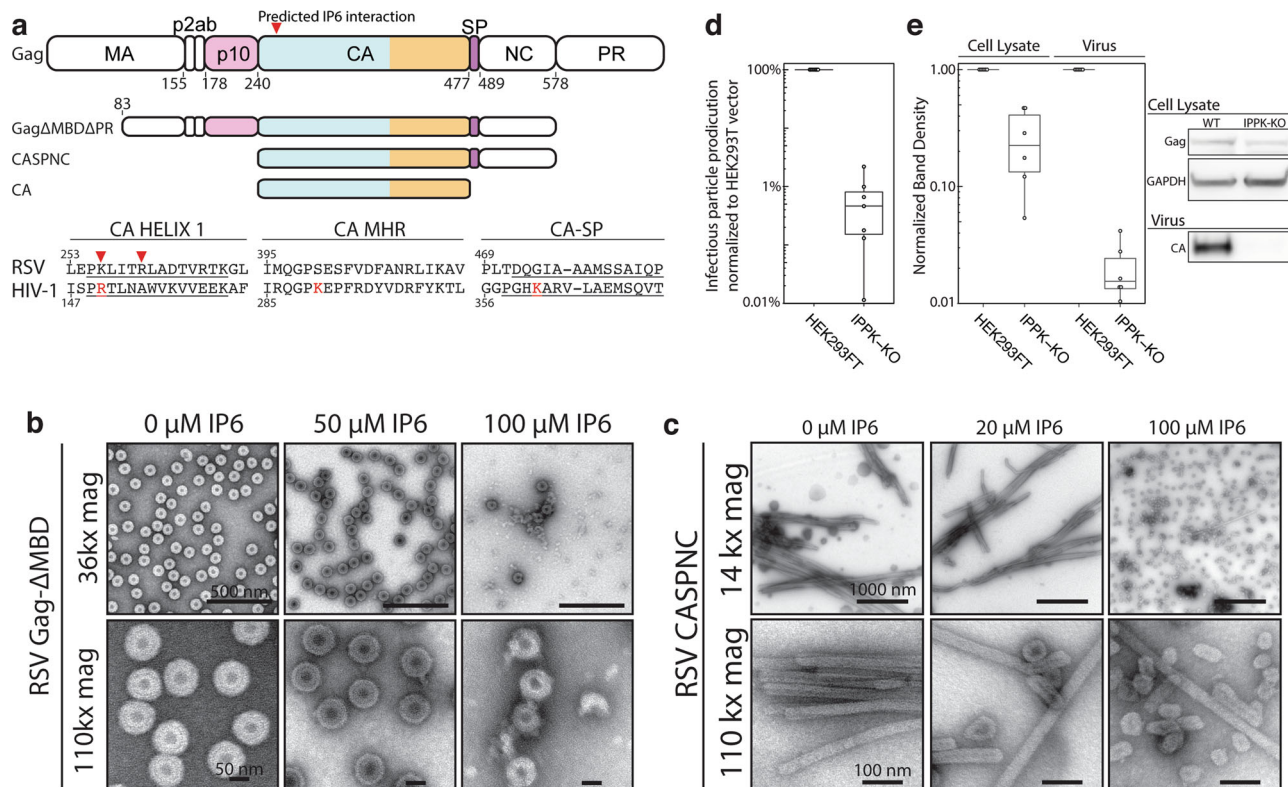 a
Predicted IP6 interaction
p2ab
SP
Gag
MA
p10
CA
NC
PR
155
178
240
477
489
578
83
GagΔMBDΔPR
CASPNC
CA
CA HELIX 1
CA MHR
CA-SP
253
395
469
RSV
LEPKLITRLADTVRTKGL
IMQGPSESFVDFANRLIKAV
PLTDQGIA-AAMSSAIQP
HIV-1
ISPRTLNAWVKVVEEKAF
IRQGPKEPFRDYVDRFYKTL
GGPGHKARV-LAEMSQVT
147
285
356
d
Infectious particle prodicution
normalized to HEK293T vector
100%
1%
0.01%
HEK293FT
IPPK–KO
e
Cell Lysate
Virus
Normalized Band Density
1.00
0.10
0.01
HEK293FT
IPPK–KO
HEK293FT
IPPK–KO
Cell Lysate
WT
IPPK-KO
Gag
GAPDH
Virus
CA
b
0 µM IP6
50 µM IP6
100 µM IP6
RSV Gag-ΔMBD
36kx mag
500 nm
110kx mag
50 nm
c
0 µM IP6
20 µM IP6
100 µM IP6
RSV CASPNC
14 kx mag
1000 nm
110 kx mag
100 nm